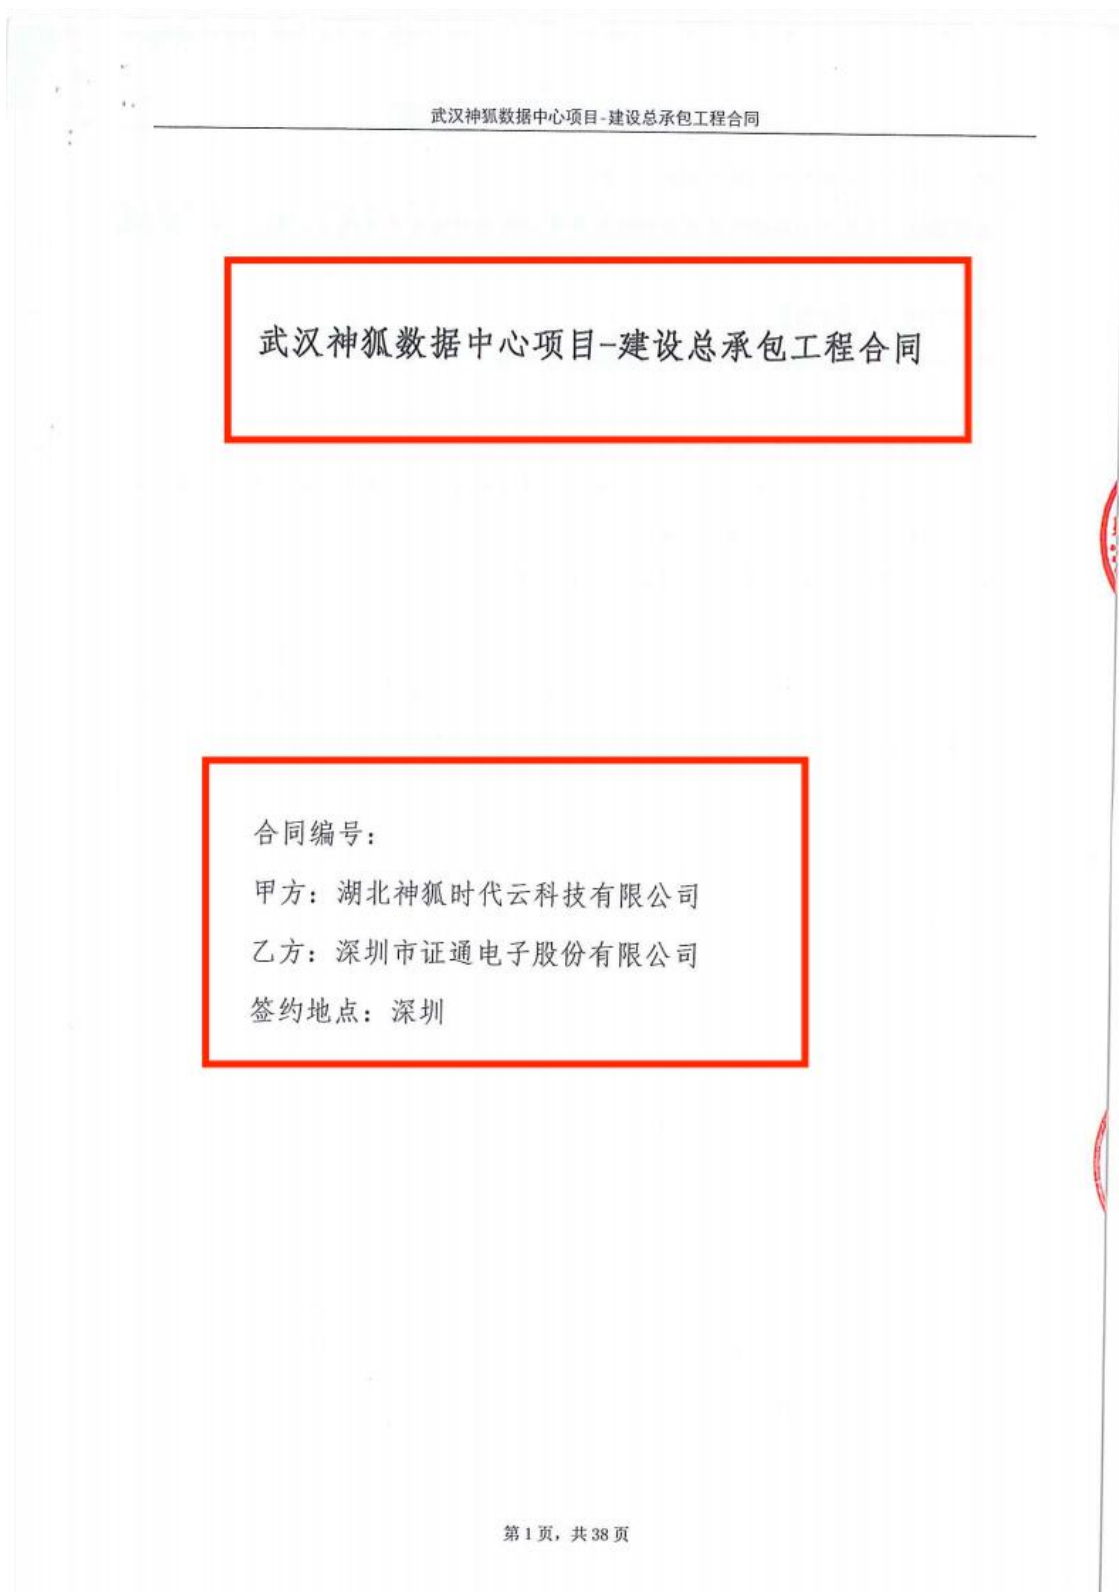 武汉神狐数据中心项目-建设总承包工程合同
武汉神狐数据中心项目-建设总承包工程合同
合同编号：
甲方：湖北神狐时代云科技有限公司
乙方：深圳市证通电子股份有限公司
签约地点：深圳
第 1 页，共 38 页